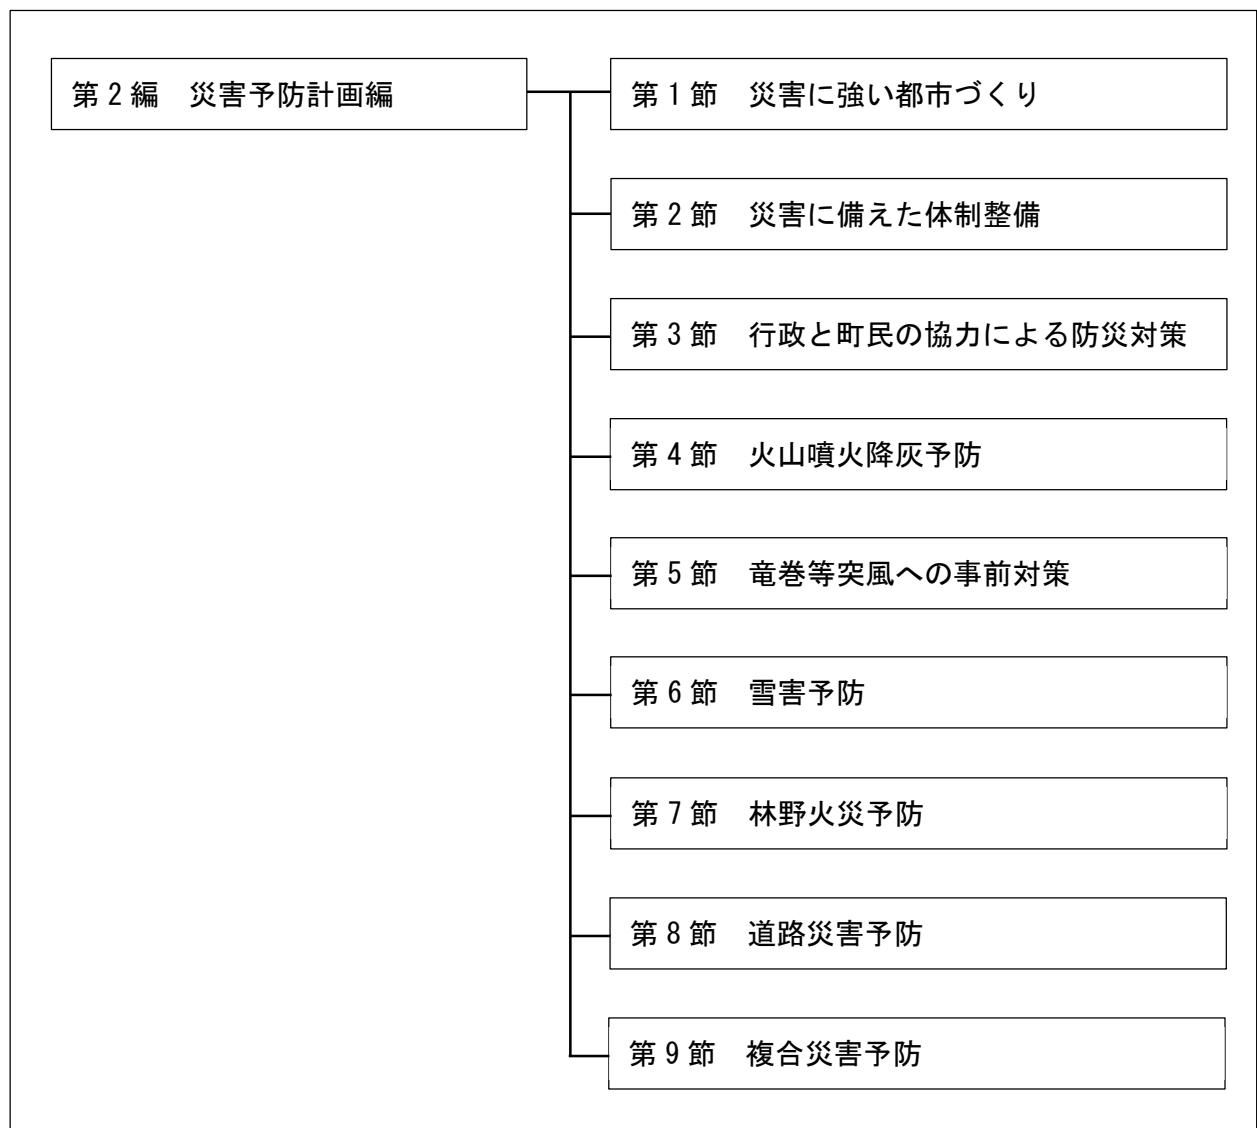 第2編　災害予防計画編
第1節　災害に強い都市づくり
第2節　災害に備えた体制整備
第3節　行政と町民の協力による防災対策
第4節　火山噴火降灰予防
第5節　竜巻等突風への事前対策
第6節　雪害予防
第7節　林野火災予防
第8節　道路災害予防
第9節　複合災害予防